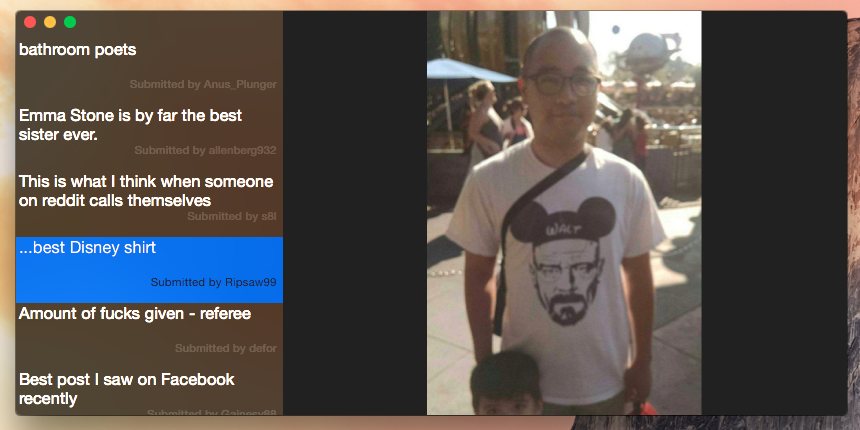 bathroom poets
Submitted by Anus_Plunger
Emma Stone is by far the best
sister ever.
Submitted by allenberg932
This is what I think when someone
on reddit calls themselves
Submitted by s8l
...best Disney shirt
Submitted by Ripsaw99
Amount of fucks given - referee
Submitted by defor
Best post I saw on Facebook
recently
Submitted by
WALT